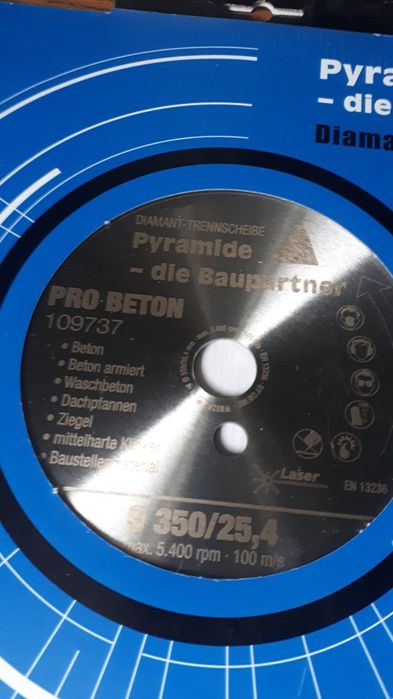 Pyra
- die
Diama
DIAMANT-TRENNSCHEIBE
Pyramide
- die Baupartner
PRO BETON
109737
• Beton
• Beton armiert
• Waschbeton
• Dachpfannen
• Ziegel
• mittelharte Klinker
• Baustellenmaterial
Laser
EN 13236
Ø 350/25,4
max. 5.400 rpm · 100 m/s